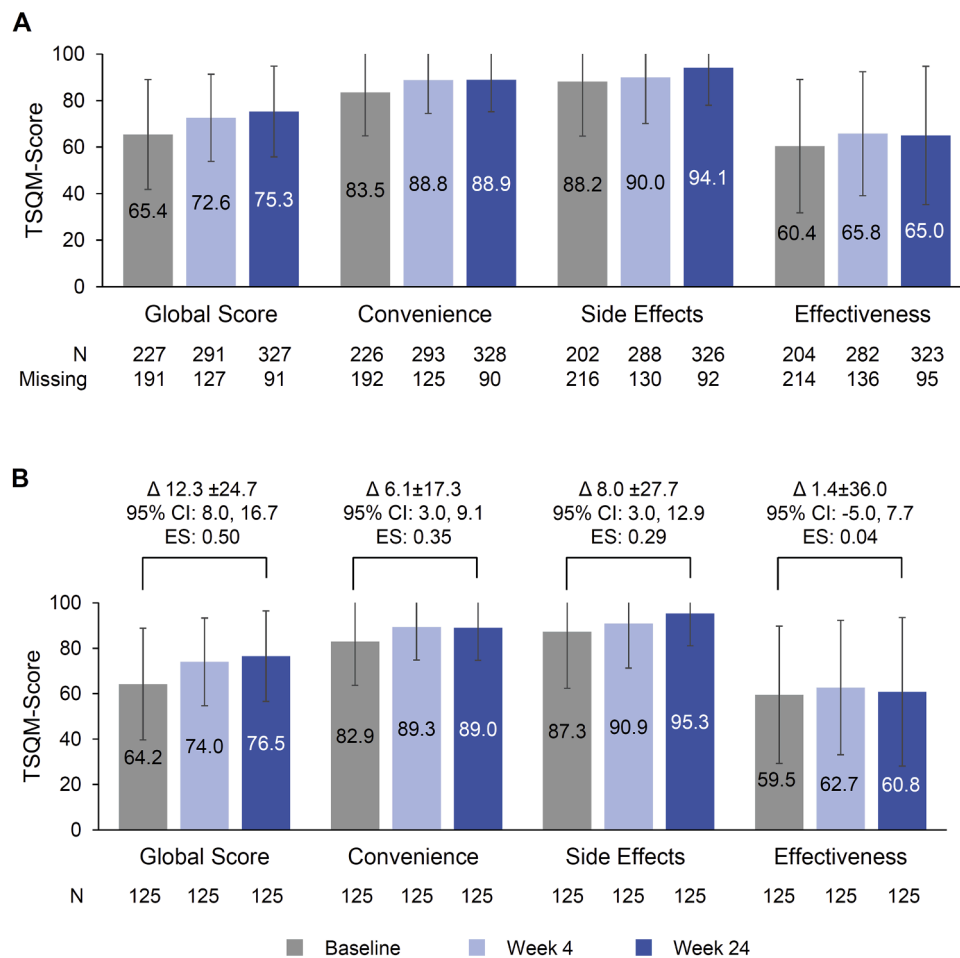 A
TSQM-Score
100
80
60
40
20
0
65.4 72.6 75.3 83.5 88.8 88.9 88.2 90.0 94.1 60.4 65.8 65.0
Global Score Convenience Side Effects Effectiveness
N 227 291 327 226 293 328 202 288 326 204 282 323
Missing 191 127 91 192 125 90 216 130 92 214 136 95
B
Δ 12.3 ±24.7 Δ 6.1±17.3 Δ 8.0 ±27.7 Δ 1.4±36.0
95% CI: 8.0, 16.7 95% CI: 3.0, 9.1 95% CI: 3.0, 12.9 95% CI: -5.0, 7.7
ES: 0.50 ES: 0.35 ES: 0.29 ES: 0.04
TSQM-Score
100
80
60
40
20
0
64.2 74.0 76.5 82.9 89.3 89.0 87.3 90.9 95.3 59.5 62.7 60.8
Global Score Convenience Side Effects Effectiveness
N 125 125 125 125 125 125 125 125 125 125 125 125
Baseline Week 4 Week 24